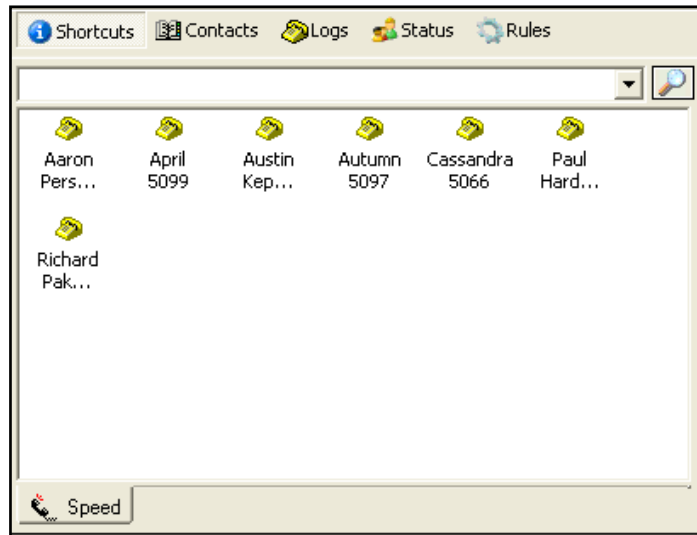 Shortcuts Contacts Logs Status Rules
Aaron April Austin Autumn Cassandra Paul
Pers... 5099 Kep... 5097 5066 Hard...
Richard
Pak...
Speed